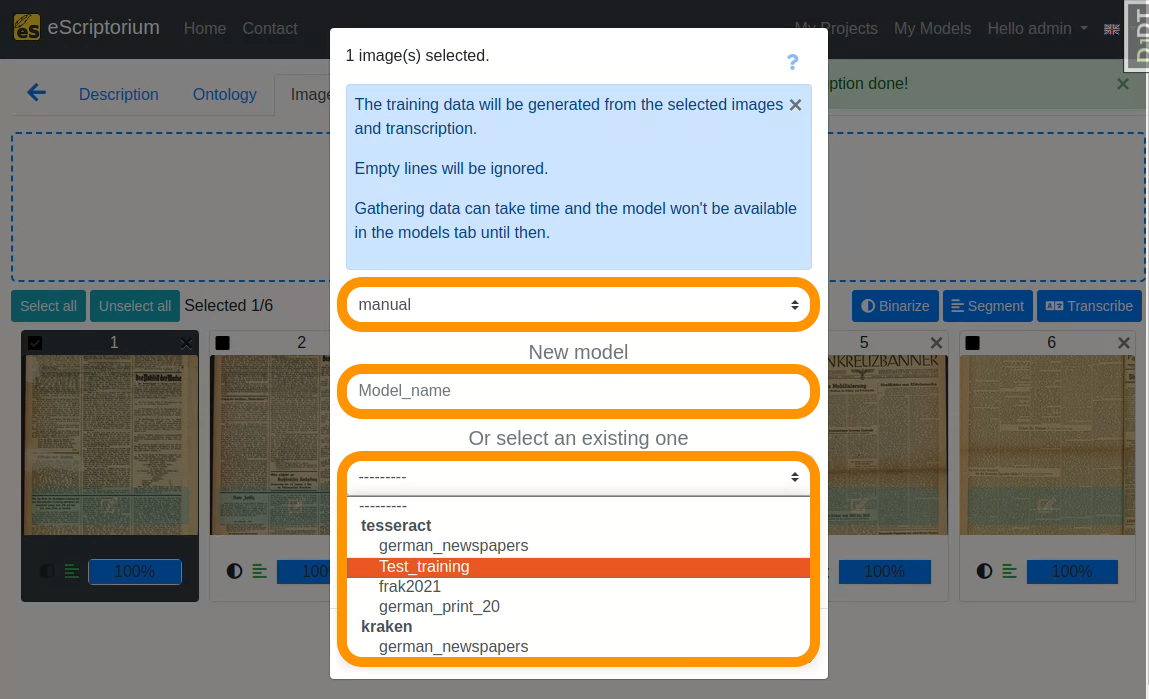 eScriptorium
Home
Contact
My Projects
My Models
Hello admin
DjDT
Description
Ontology
Image
ption done!
1 image(s) selected.
?
The training data will be generated from the selected images
and transcription.
Empty lines will be ignored.
Gathering data can take time and the model won't be available
in the models tab until then.
manual
New model
Model_name
Or select an existing one
---------
---------
tesseract
german_newspapers
Test_training
frak2021
german_print_20
kraken
german_newspapers
Select all
Unselect all
Selected 1/6
Binarize
Segment
Transcribe
1
2
5
6
NKREUZBANNER
100%
100
100%
100%